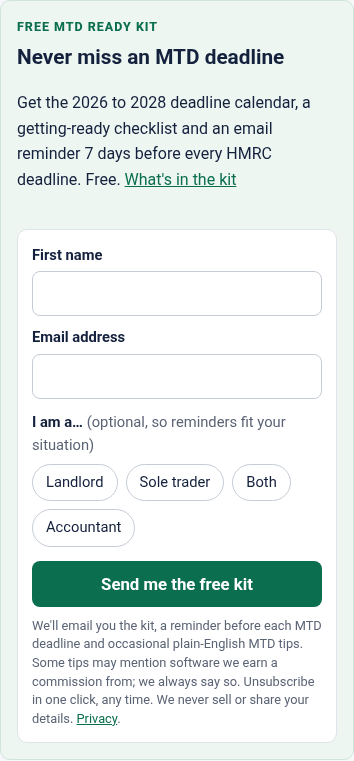 FREE MTD READY KIT
Never miss an MTD deadline
Get the 2026 to 2028 deadline calendar, a
getting-ready checklist and an email
reminder 7 days before every HMRC
deadline. Free. What's in the kit
First name
Email address
I am a... (optional, so reminders fit your
situation)
Landlord Sole trader Both
Accountant
Send me the free kit
We'll email you the kit, a reminder before each MTD
deadline and occasional plain-English MTD tips.
Some tips may mention software we earn a
commission from; we always say so. Unsubscribe
in one click, any time. We never sell or share your
details. Privacy.